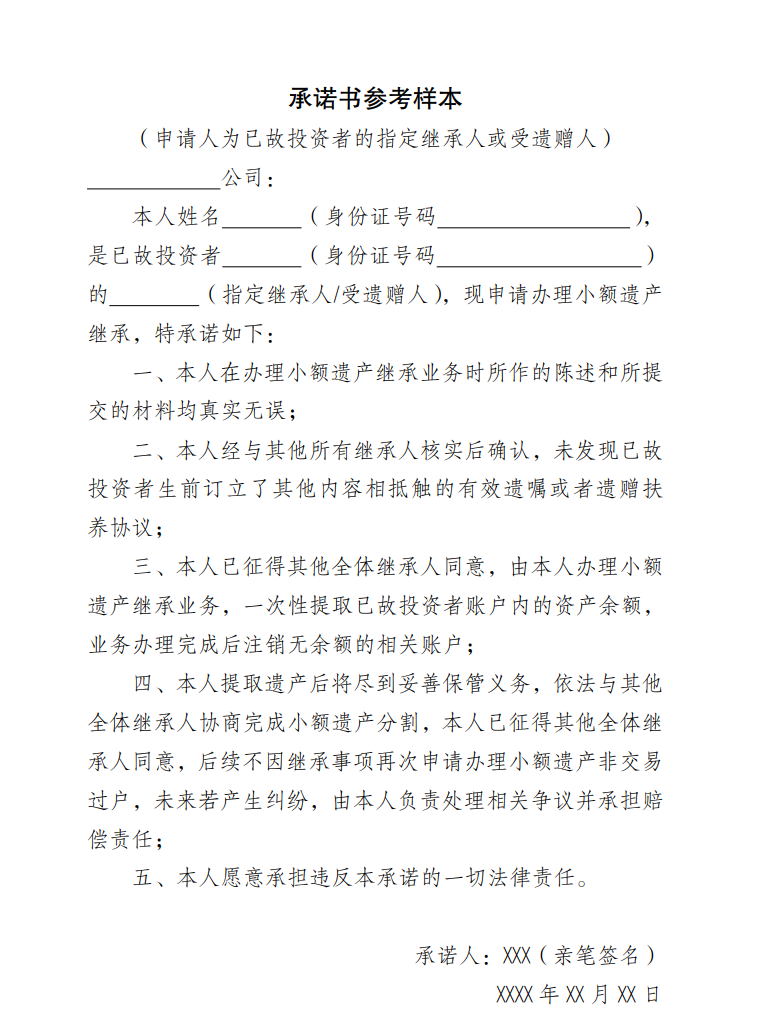 承诺书参考样本
（申请人为已故投资者的指定继承人或受遗赠人）
____________公司：
本人姓名_______（身份证号码_________________），
是已故投资者_______（身份证号码__________________）
的________（指定继承人/受遗赠人），现申请办理小额遗产
继承，特承诺如下：
一、本人在办理小额遗产继承业务时所作的陈述和所提
交的材料均真实无误；
二、本人经与其他所有继承人核实后确认，未发现已故
投资者生前订立了其他内容相抵触的有效遗嘱或者遗赠扶
养协议；
三、本人已征得其他全体继承人同意，由本人办理小额
遗产继承业务，一次性提取已故投资者账户内的资产余额，
业务办理完成后注销无余额的相关账户；
四、本人提取遗产后将尽到妥善保管义务，依法与其他
全体继承人协商完成小额遗产分割，本人已征得其他全体继
承人同意，后续不因继承事项再次申请办理小额遗产非交易
过户，未来若产生纠纷，由本人负责处理相关争议并承担赔
偿责任；
五、本人愿意承担违反本承诺的一切法律责任。
承诺人：XXX（亲笔签名）
XXXX 年 XX 月 XX 日